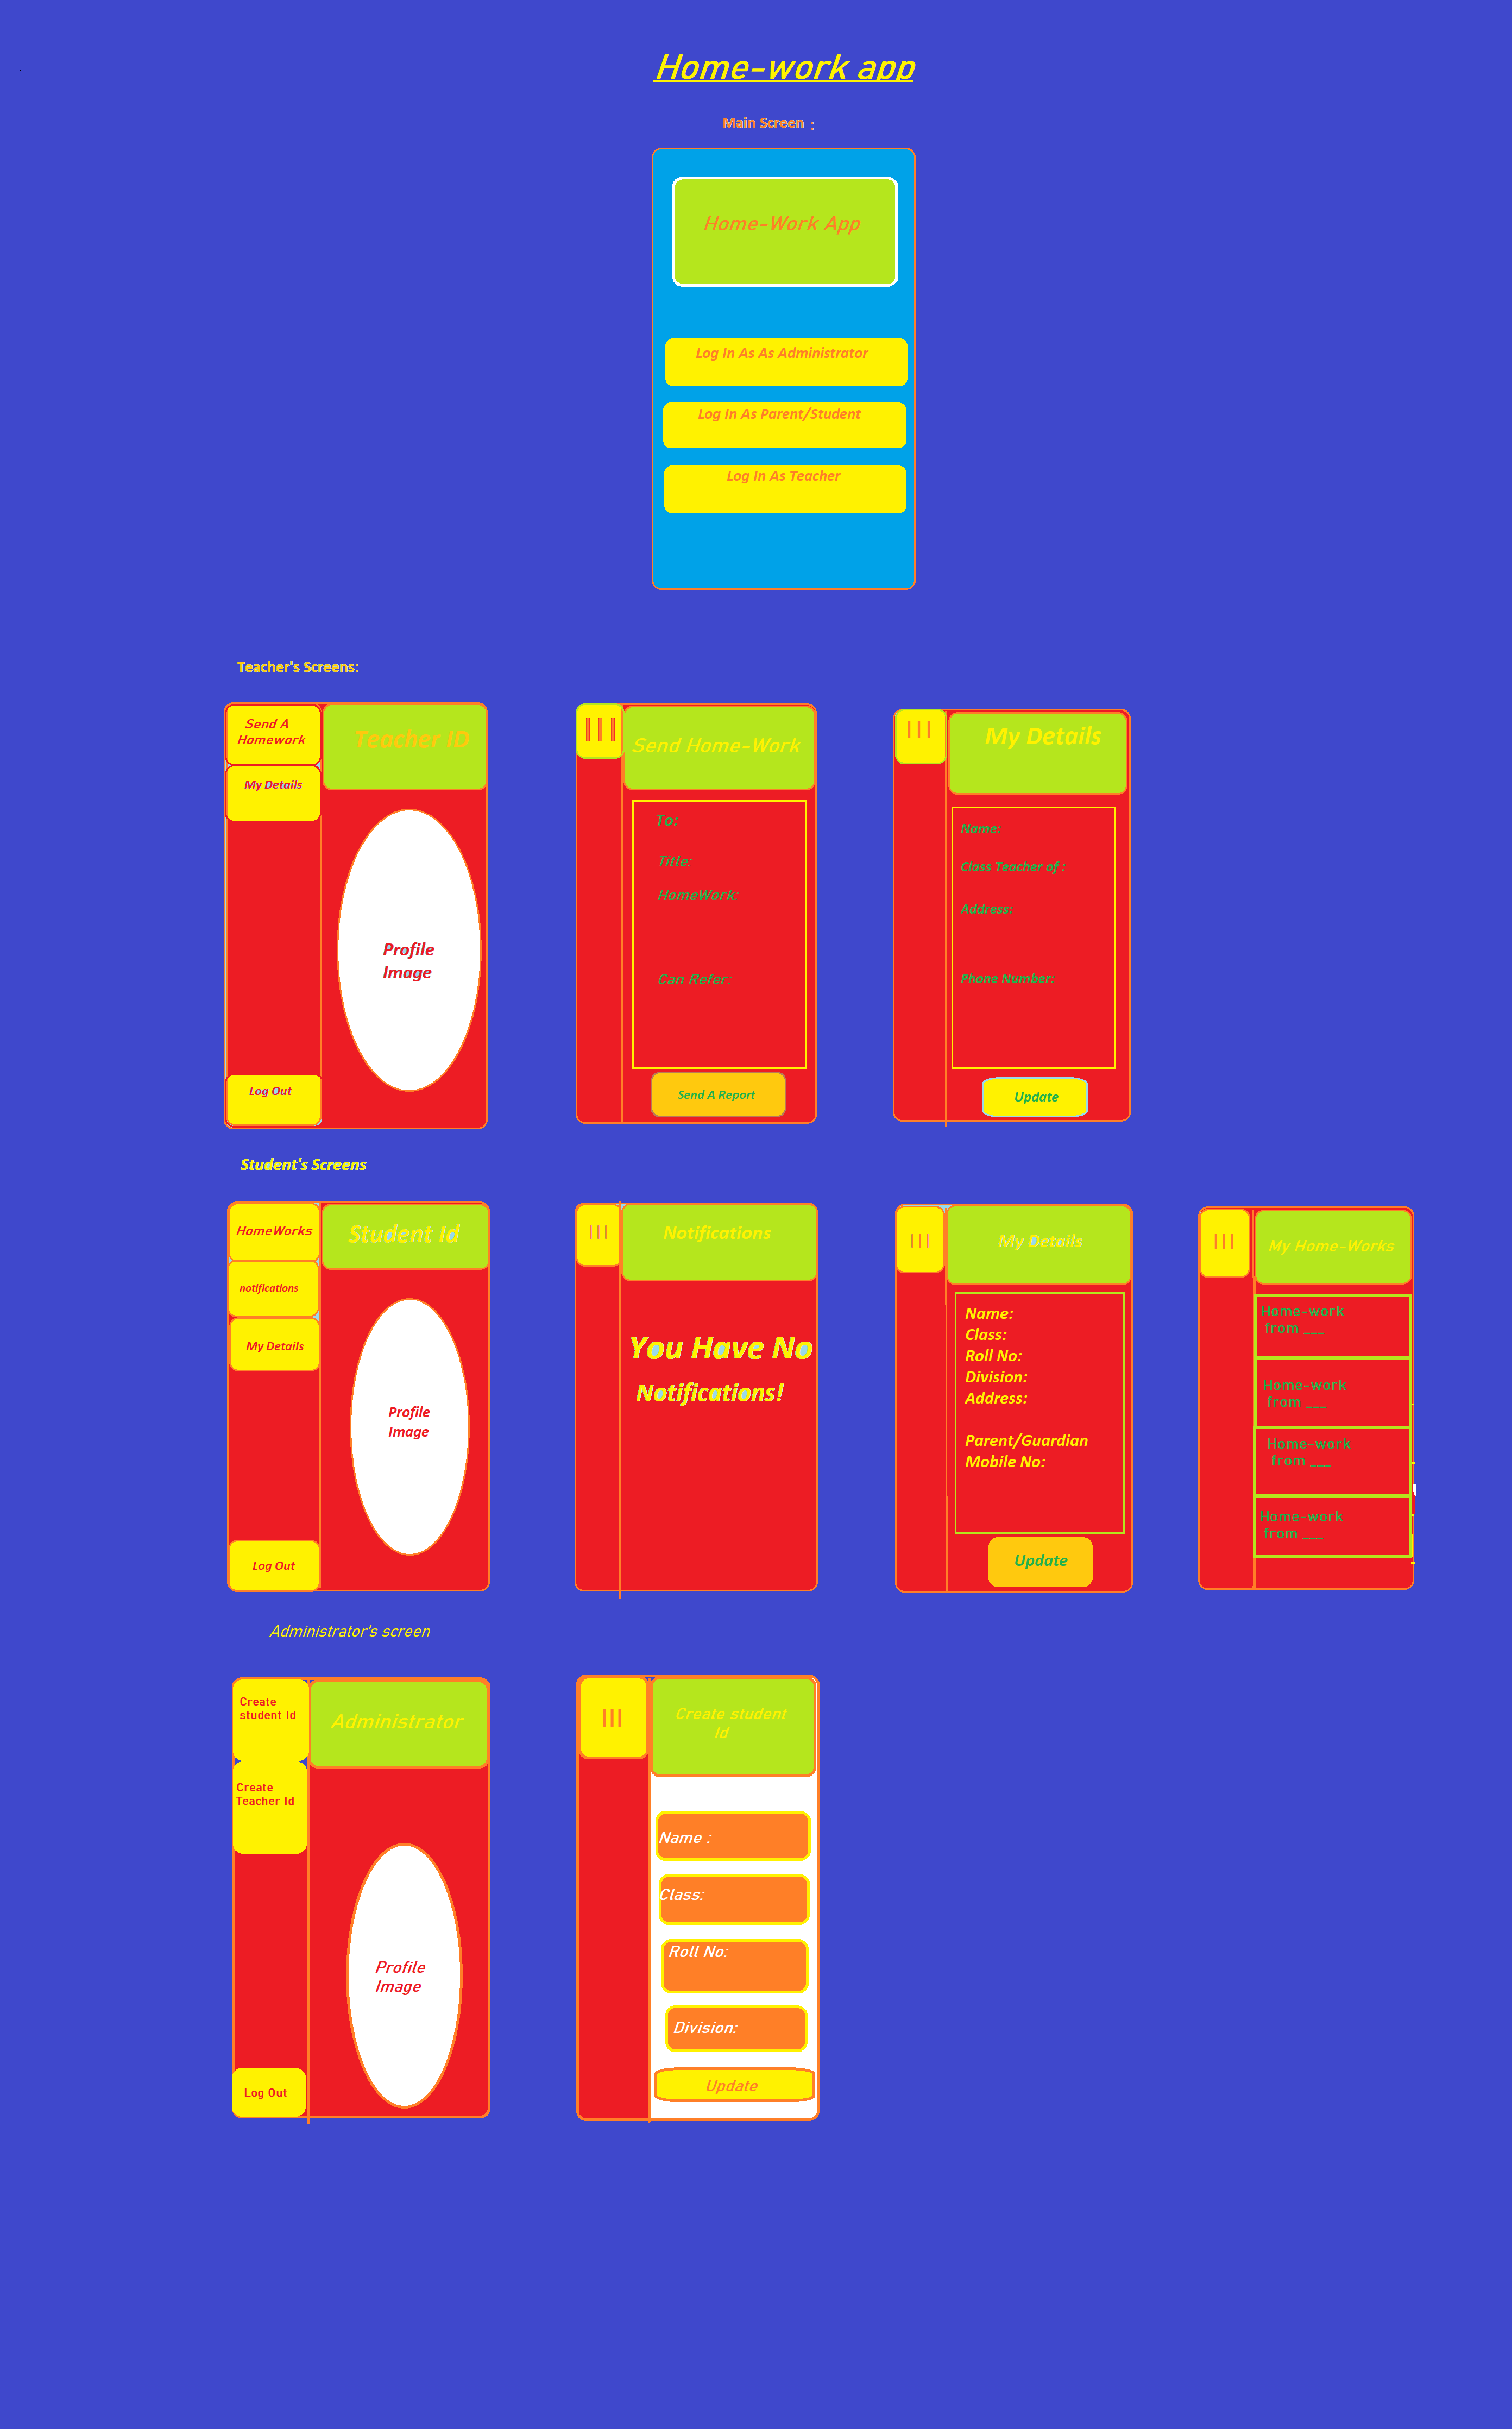 Home-work app
Main Screen :
Home-Work App
Log In As As Administrator
Log In As Parent/Student
Log In As Teacher
Teacher's Screens:
Send A
Homework
My Details
Teacher ID
Profile
Image
Log Out
Send Home-Work
To:
Title:
HomeWork:
Can Refer:
Send A Report
My Details
Name:
Class Teacher of :
Address:
Phone Number:
Update
Student's Screens
HomeWorks
notifications
My Details
Student Id
Profile
Image
Log Out
Notifications
You Have No
Notifications!
My Details
Name:
Class:
Roll No:
Division:
Address:
Parent/Guardian
Mobile No:
Update
My Home-Works
Home-work
from ___
Home-work
from ___
Home-work
from ___
Home-work
from ___
Administrator's screen
Create
student Id
Create
Teacher Id
Administrator
Profile
Image
Log Out
Create student
Id
Name :
Class:
Roll No:
Division:
Update